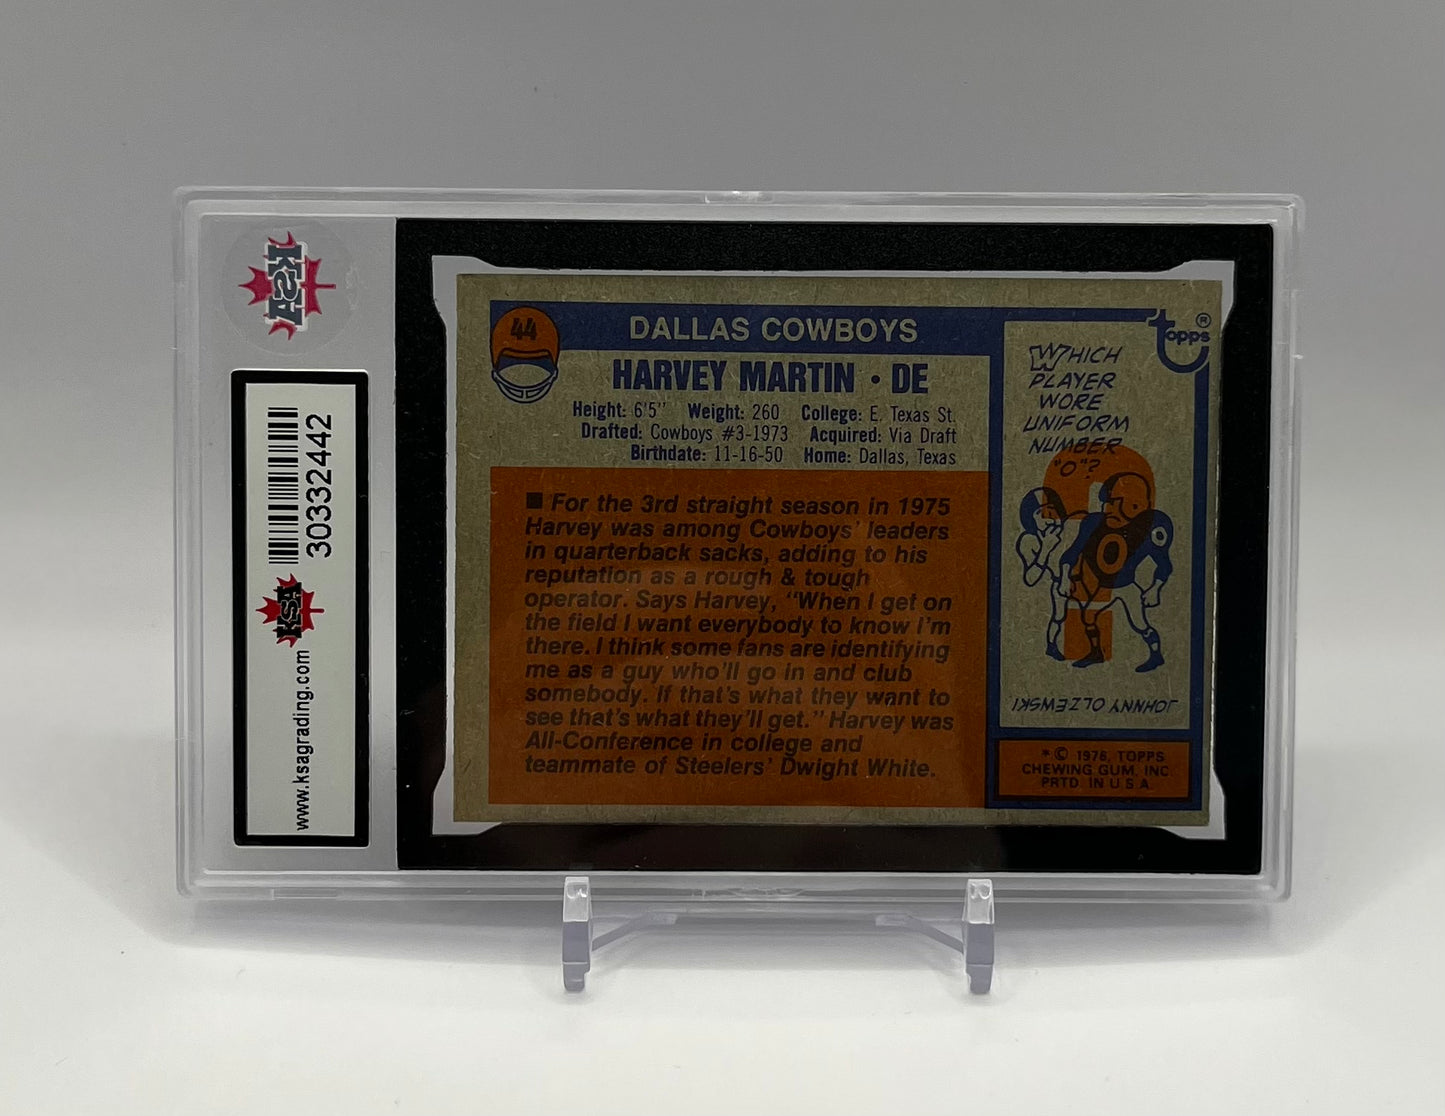 KSA
30332442
KSA
www.ksagrading.com
44
DALLAS COWBOYS
HARVEY MARTIN • DE
Height: 6'5" Weight: 260 College: E. Texas St.
Drafted: Cowboys #3-1973 Acquired: Via Draft
Birthdate: 11-16-50 Home: Dallas, Texas
■ For the 3rd straight season in 1975
Harvey was among Cowboys' leaders
in quarterback sacks, adding to his
reputation as a rough & tough
operator. Says Harvey, "When I get on
the field I want everybody to know I'm
there. I think some fans are identifying
me as a guy who'll go in and club
somebody. If that's what they want to
see that's what they'll get." Harvey was
All-Conference in college and
teammate of Steelers' Dwight White.
topps ®
WHICH
PLAYER
WORE
UNIFORM
NUMBER
"0"?
0
0
JOHNNY OLZEWSKI
* © 1976, TOPPS
CHEWING GUM, INC.
PRTD. IN U.S.A.